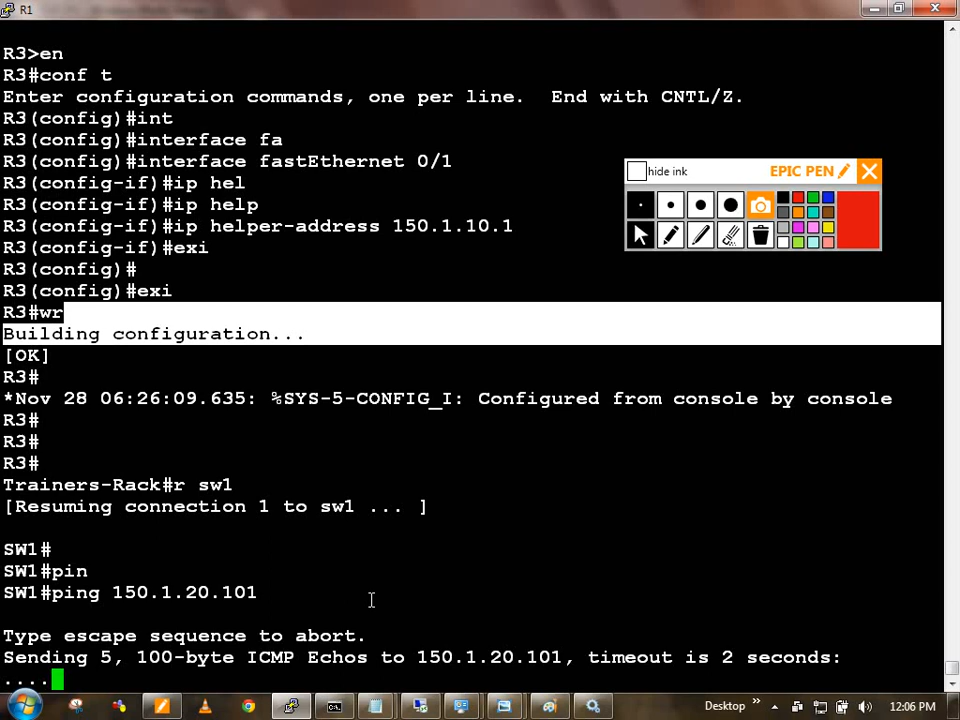 R1
R3>en
R3#conf t
Enter configuration commands, one per line.  End with CNTL/Z.
R3(config)#int
R3(config)#interface fa
R3(config)#interface fastEthernet 0/1
R3(config-if)#ip hel
R3(config-if)#ip help
R3(config-if)#ip helper-address 150.1.10.1
R3(config-if)#exi
R3(config)#
R3(config)#exi
R3#wr
Building configuration...
[OK]
R3#
*Nov 28 06:26:09.635: %SYS-5-CONFIG_I: Configured from console by console
R3#
R3#
R3#
Trainers-Rack#r sw1
[Resuming connection 1 to sw1 ... ]
SW1#
SW1#pin
SW1#ping 150.1.20.101
Type escape sequence to abort.
Sending 5, 100-byte ICMP Echos to 150.1.20.101, timeout is 2 seconds:
....
hide ink
EPIC PEN
Desktop
12:06 PM